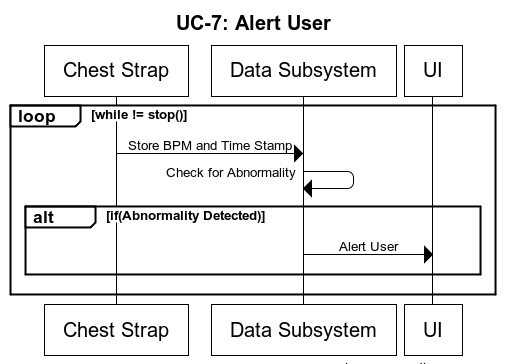 UC-7: Alert User
Chest Strap
Data Subsystem
UI
loop
[while != stop()]
Store BPM and Time Stamp
Check for Abnormality
alt
[if(Abnormality Detected)]
Alert User
Chest Strap
Data Subsystem
UI